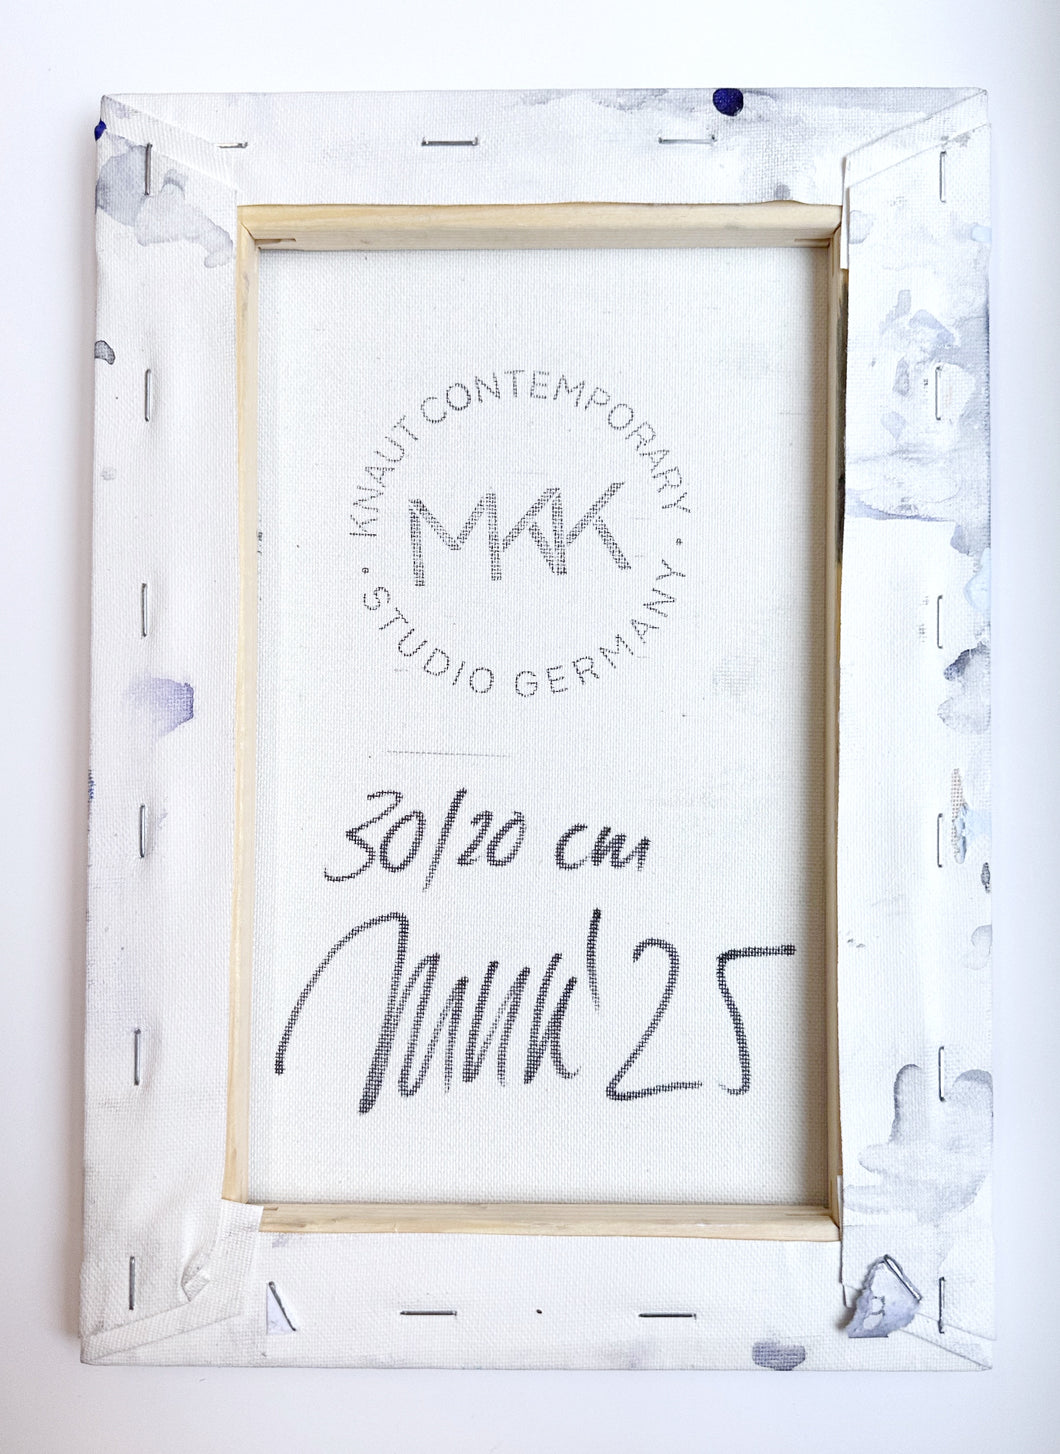 KNAUT CONTEMPORARY
MKK
• STUDIO GERMANY •
30/20 cm
'25